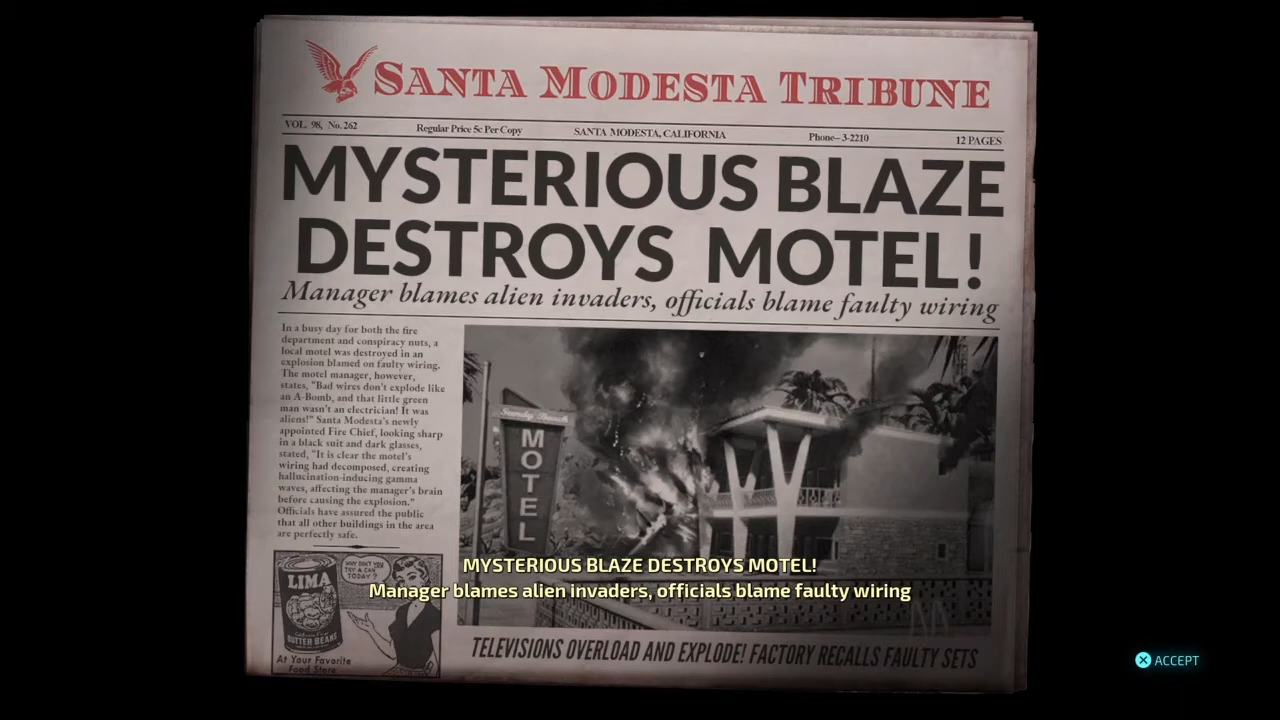 SANTA MODESTA TRIBUNE
VOL. 98, No. 262 Regular Price 5c Per Copy SANTA MODESTA, CALIFORNIA Phone–3-2210 12 PAGES
MYSTERIOUS BLAZE
DESTROYS MOTEL!
Manager blames alien invaders, officials blame faulty wiring
In a busy day for both the fire
department and conspiracy nuts, a
local motel was destroyed in an
explosion blamed on faulty wiring.
The motel manager, however,
states, "Bad wires don't explode like
an A-Bomb, and that little green
man wasn't an electrician! It was
aliens!" Santa Modesta's newly
appointed Fire Chief, looking sharp
in a black suit and dark glasses,
stated, "It is clear the motel's
wiring had decomposed, creating
hallucination-inducing gamma
waves, affecting the manager's brain
before causing the explosion."
Officials have assured the public
that all other buildings in the area
are perfectly safe.
MOTEL
WHY DON'T YOU
TRY A CAN
TODAY?
LIMA
BUTTER BEANS
At Your Favorite
Food Store
MYSTERIOUS BLAZE DESTROYS MOTEL!
Manager blames alien invaders, officials blame faulty wiring
TELEVISIONS OVERLOAD AND EXPLODE! FACTORY RECALLS FAULTY SETS
ACCEPT